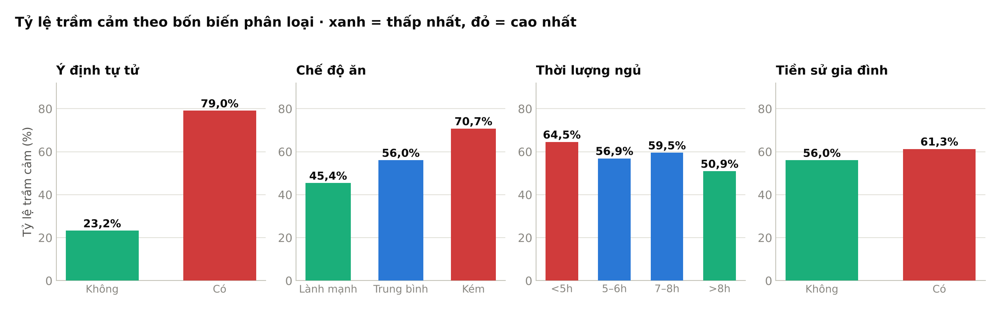 Tỷ lệ trầm cảm theo bốn biến phân loại · xanh = thấp nhất, đỏ = cao nhất
Tỷ lệ trầm cảm (%)
Ý định tự tử
80
60
40
20
0
23,2%
79,0%
Không
Có
Chế độ ăn
80
60
40
20
0
45,4%
56,0%
70,7%
Lành mạnh
Trung bình
Kém
Thời lượng ngủ
80
60
40
20
0
64,5%
56,9%
59,5%
50,9%
<5h
5–6h
7–8h
>8h
Tiền sử gia đình
80
60
40
20
0
56,0%
61,3%
Không
Có